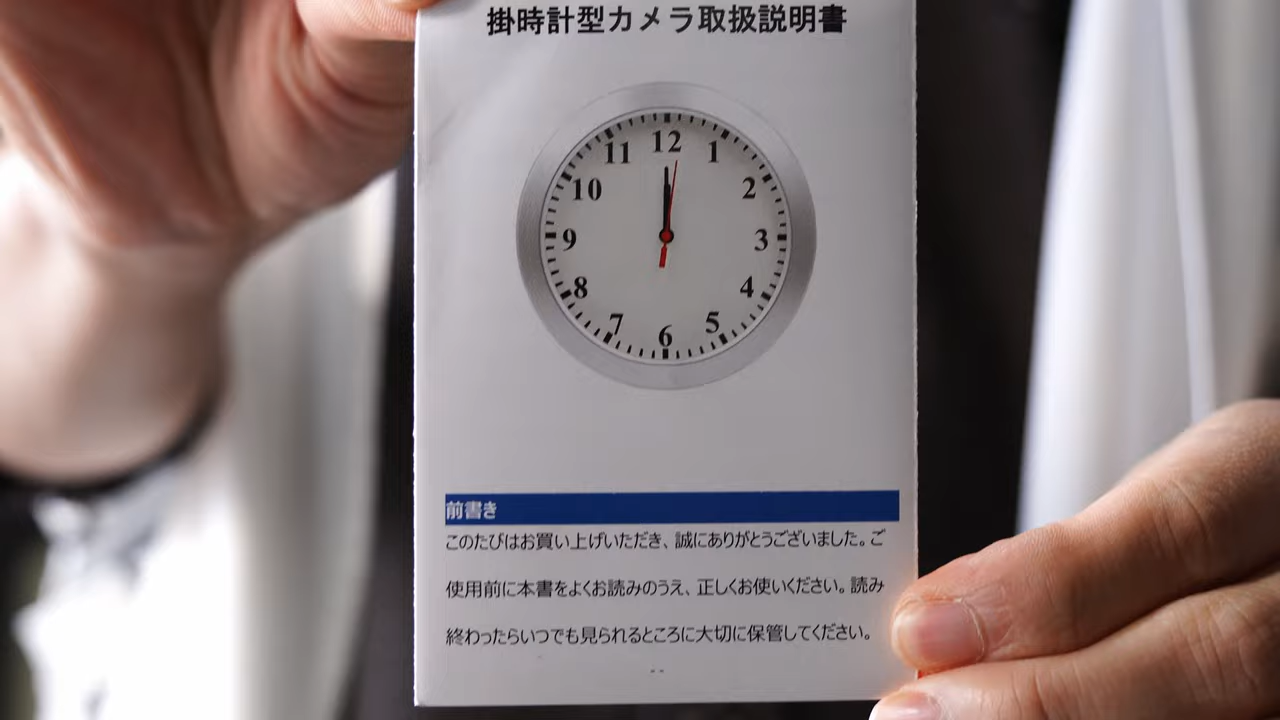 掛時計型カメラ取扱説明書
12
11
1
10
2
9
3
8
4
7
5
6
前書き
このたびはお買い上げいただき、誠にありがとうございました。ご
使用前に本書をよくお読みのうえ、正しくお使いください。読み
終わったらいつでも見られるところに大切に保管してください。